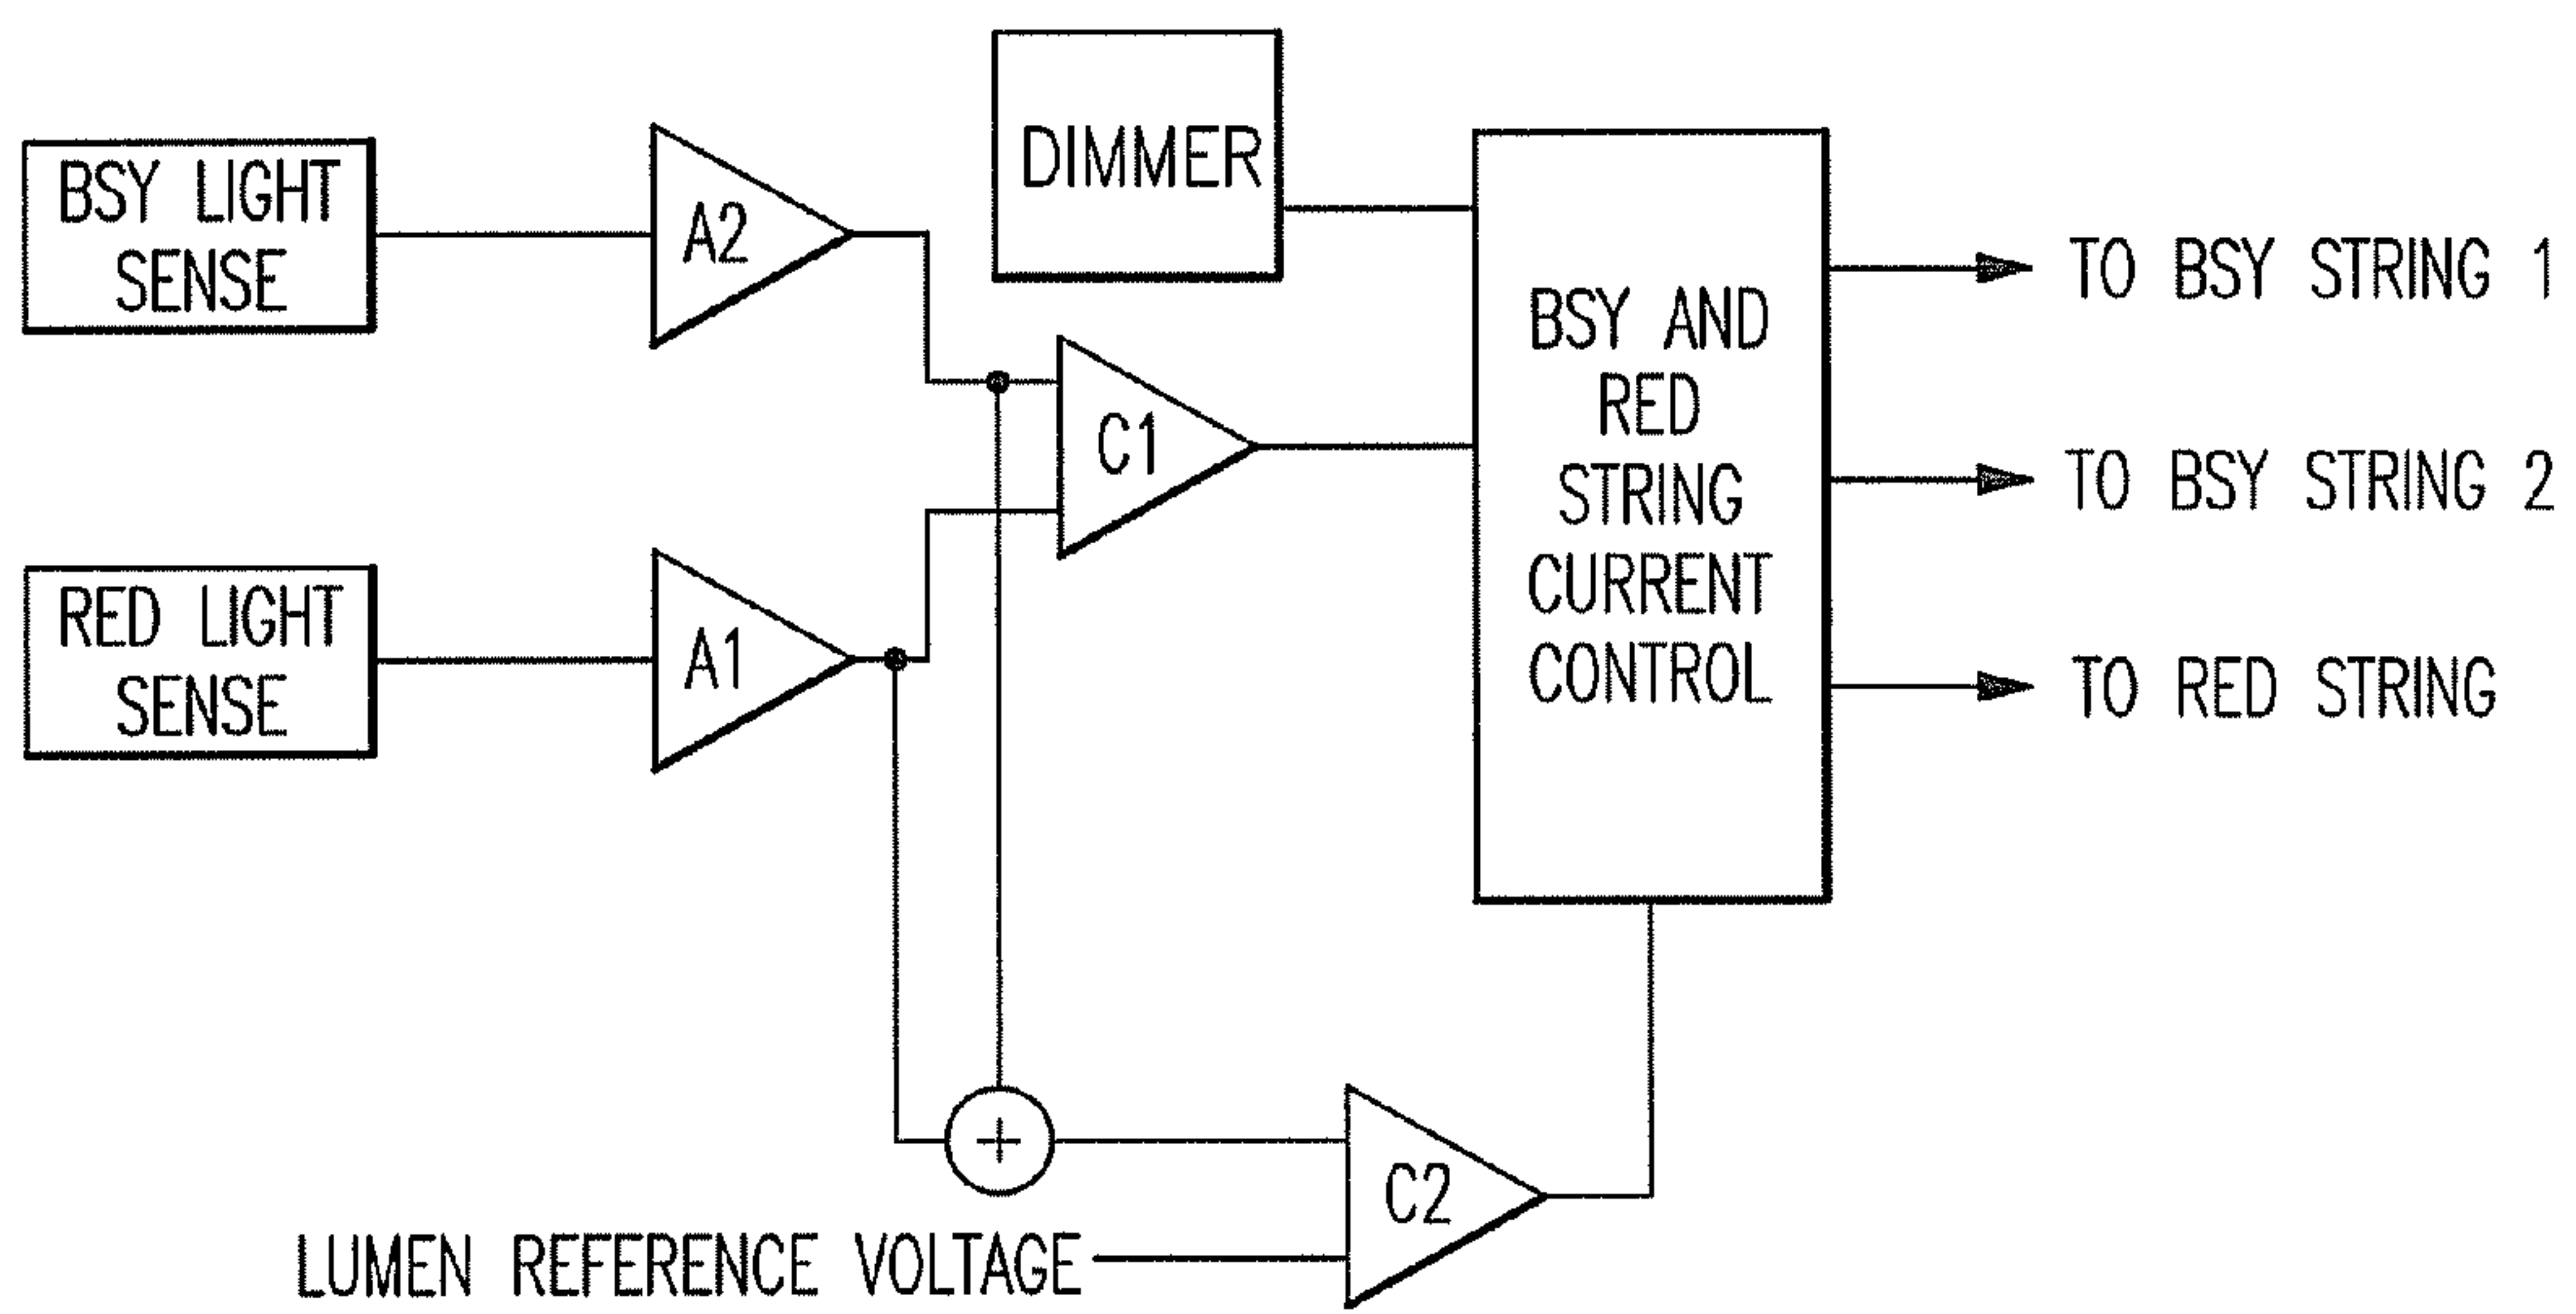 DIMMER
BSY LIGHT
SENSE
A2
BSY AND
RED
STRING
CURRENT
CONTROL
TO BSY STRING 1
C1
TO BSY STRING 2
RED LIGHT
SENSE
A1
TO RED STRING
+
C2
LUMEN REFERENCE VOLTAGE